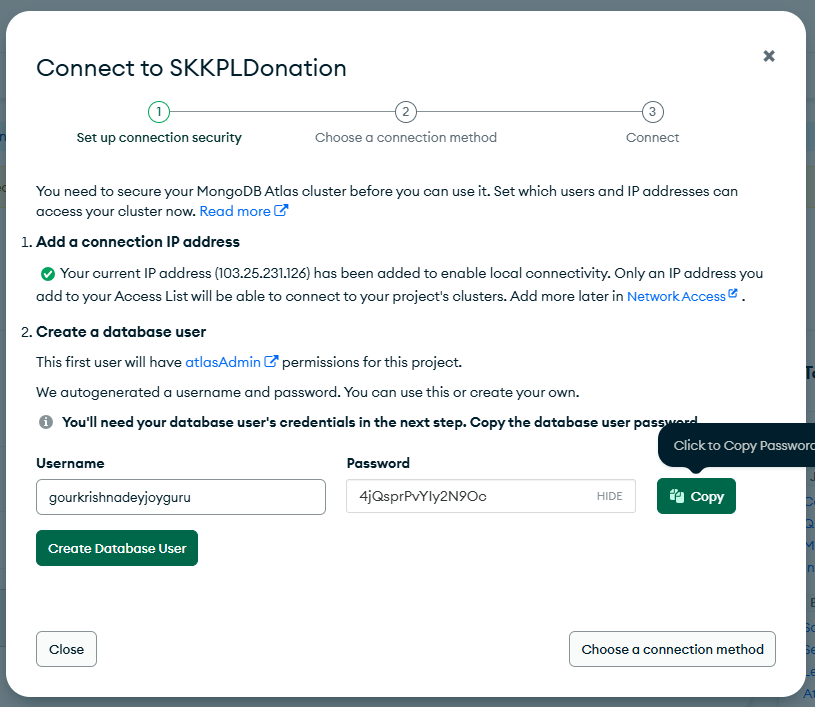 Connect to SKKPLDonation
1
2
3
Set up connection security
Choose a connection method
Connect
You need to secure your MongoDB Atlas cluster before you can use it. Set which users and IP addresses can
access your cluster now. Read more
1. Add a connection IP address
Your current IP address (103.25.231.126) has been added to enable local connectivity. Only an IP address you
add to your Access List will be able to connect to your project's clusters. Add more later in Network Access .
2. Create a database user
This first user will have atlasAdmin permissions for this project.
We autogenerated a username and password. You can use this or create your own.
You'll need your database user's credentials in the next step. Copy the database user password.
Click to Copy Password
Username
Password
gourkrishnadeyjoyguru
HIDE
Copy
Create Database User
Close
Choose a connection method